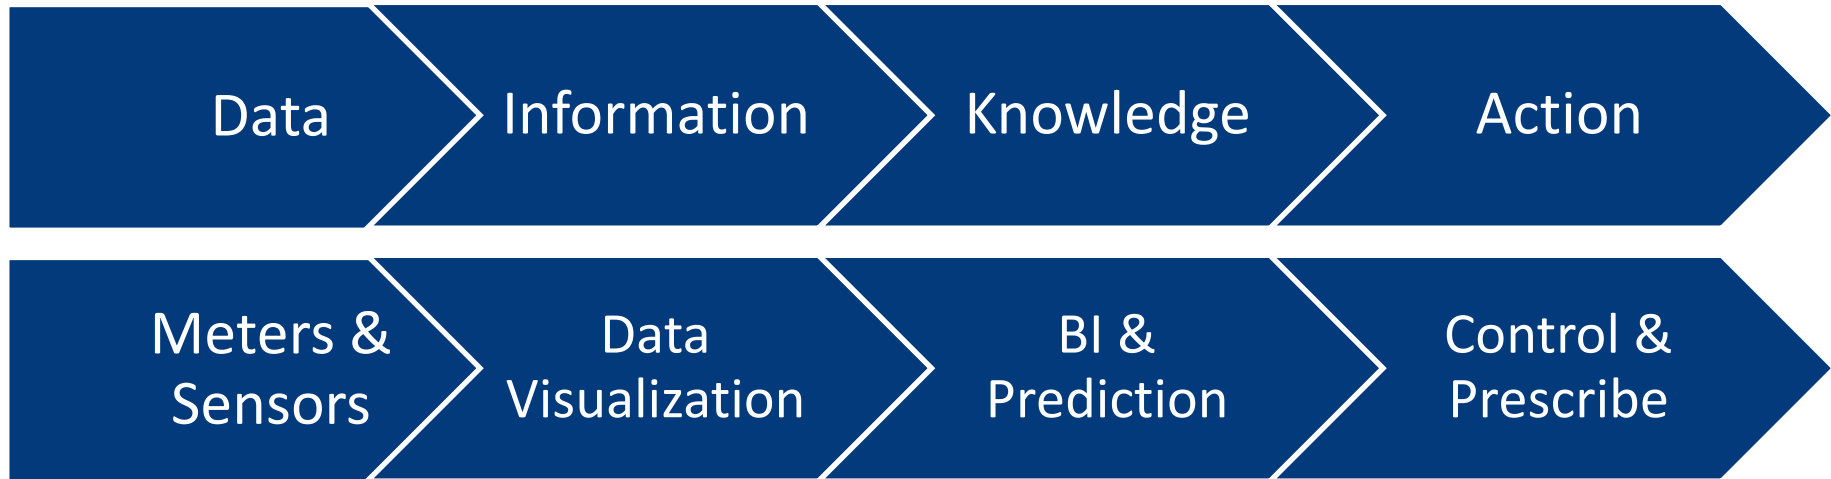 Data
Information
Knowledge
Action
Meters &
Sensors
Data
Visualization
BI &
Prediction
Control &
Prescribe